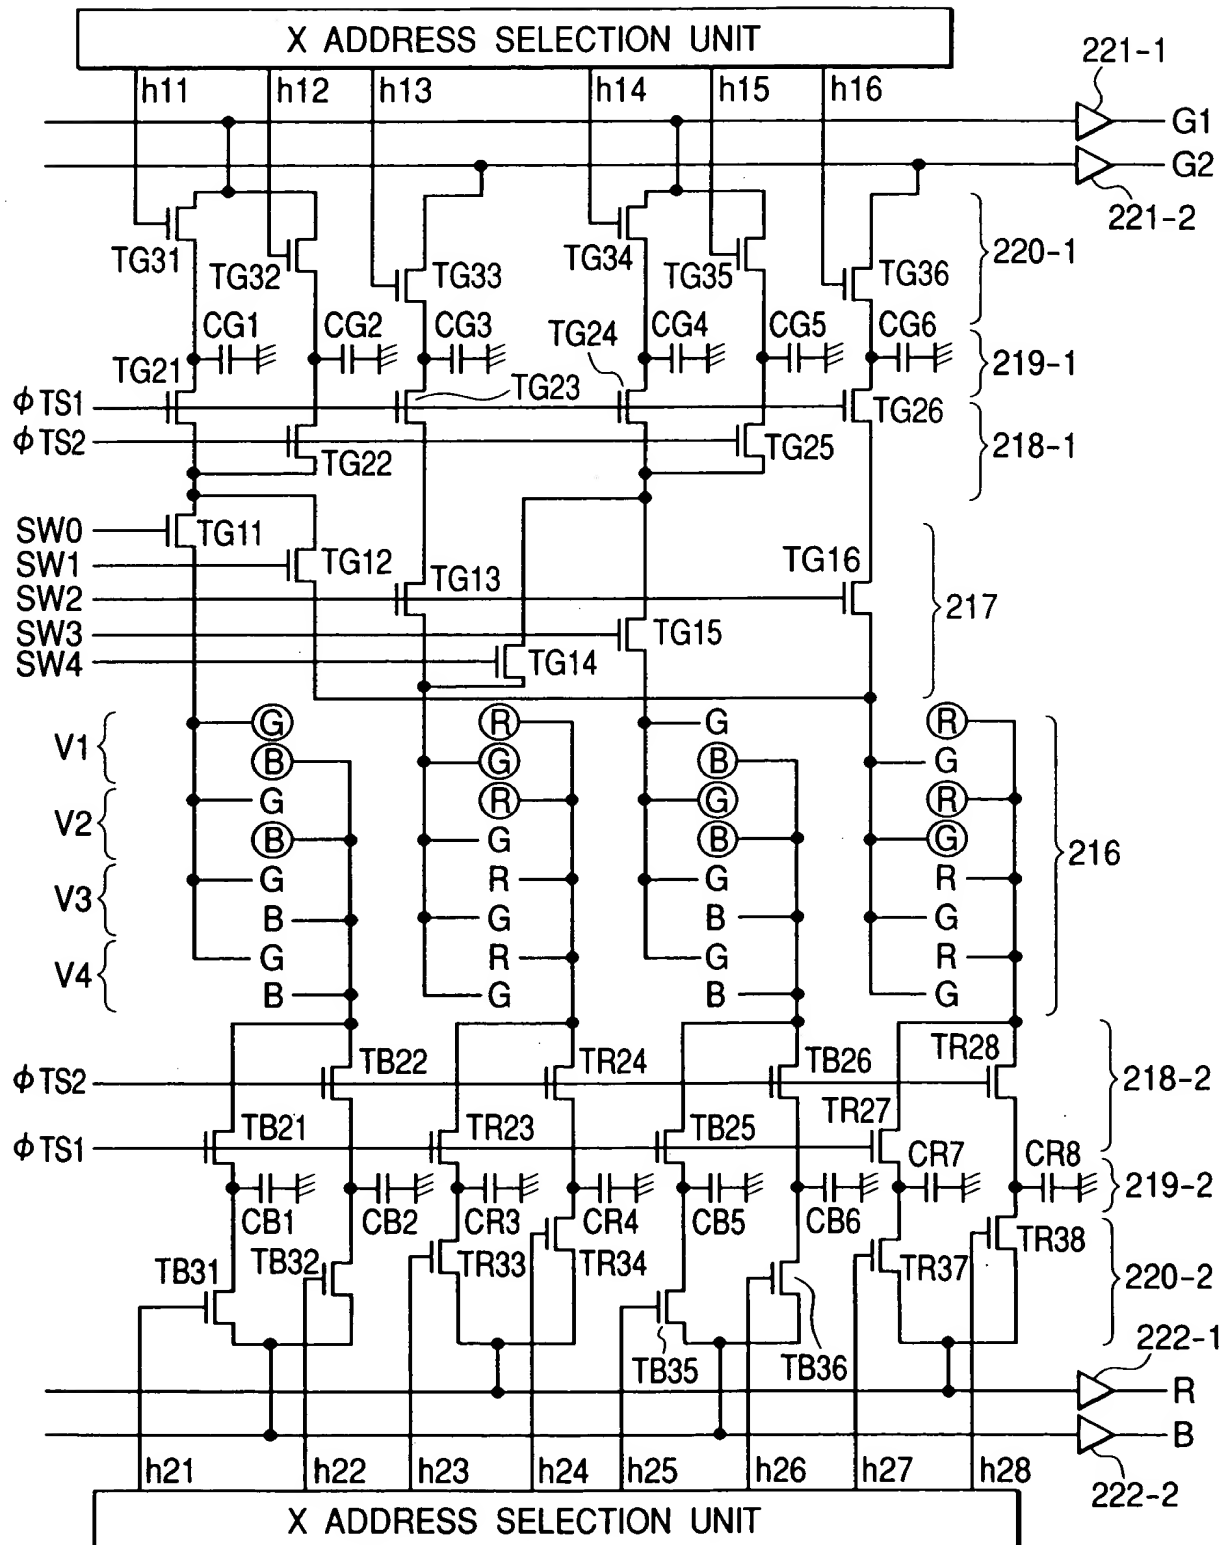 X ADDRESS SELECTION UNIT
h11 h12 h13 h14 h15 h16
221-1
G1
G2
221-2
TG31 TG32 TG33 TG34 TG35 TG36
220-1
CG1 CG2 CG3 TG24 CG4 CG5 CG6
219-1
TG21 TG23
ϕTS1 TG26
ϕTS2 TG22 TG25
218-1
SW0 TG11
SW1 TG12 TG16
SW2 TG13
217
SW3 TG15
SW4 TG14
V1
G R G R
B G B G
V2
G R G R
B G B G
216
V3
G R G R
B G B G
V4
G R G R
B G B G
TB22 TR24 TB26 TR28
ϕTS2
218-2
TB21 TR23 TB25 TR27
ϕTS1
CR7 CR8
219-2
CB1 CB2 CR3 CR4 CB5 CB6
TB31 TB32 TR33 TR34 TR37 TR38
220-2
TB35 TB36
222-1
R
B
222-2
h21 h22 h23 h24 h25 h26 h27 h28
X ADDRESS SELECTION UNIT